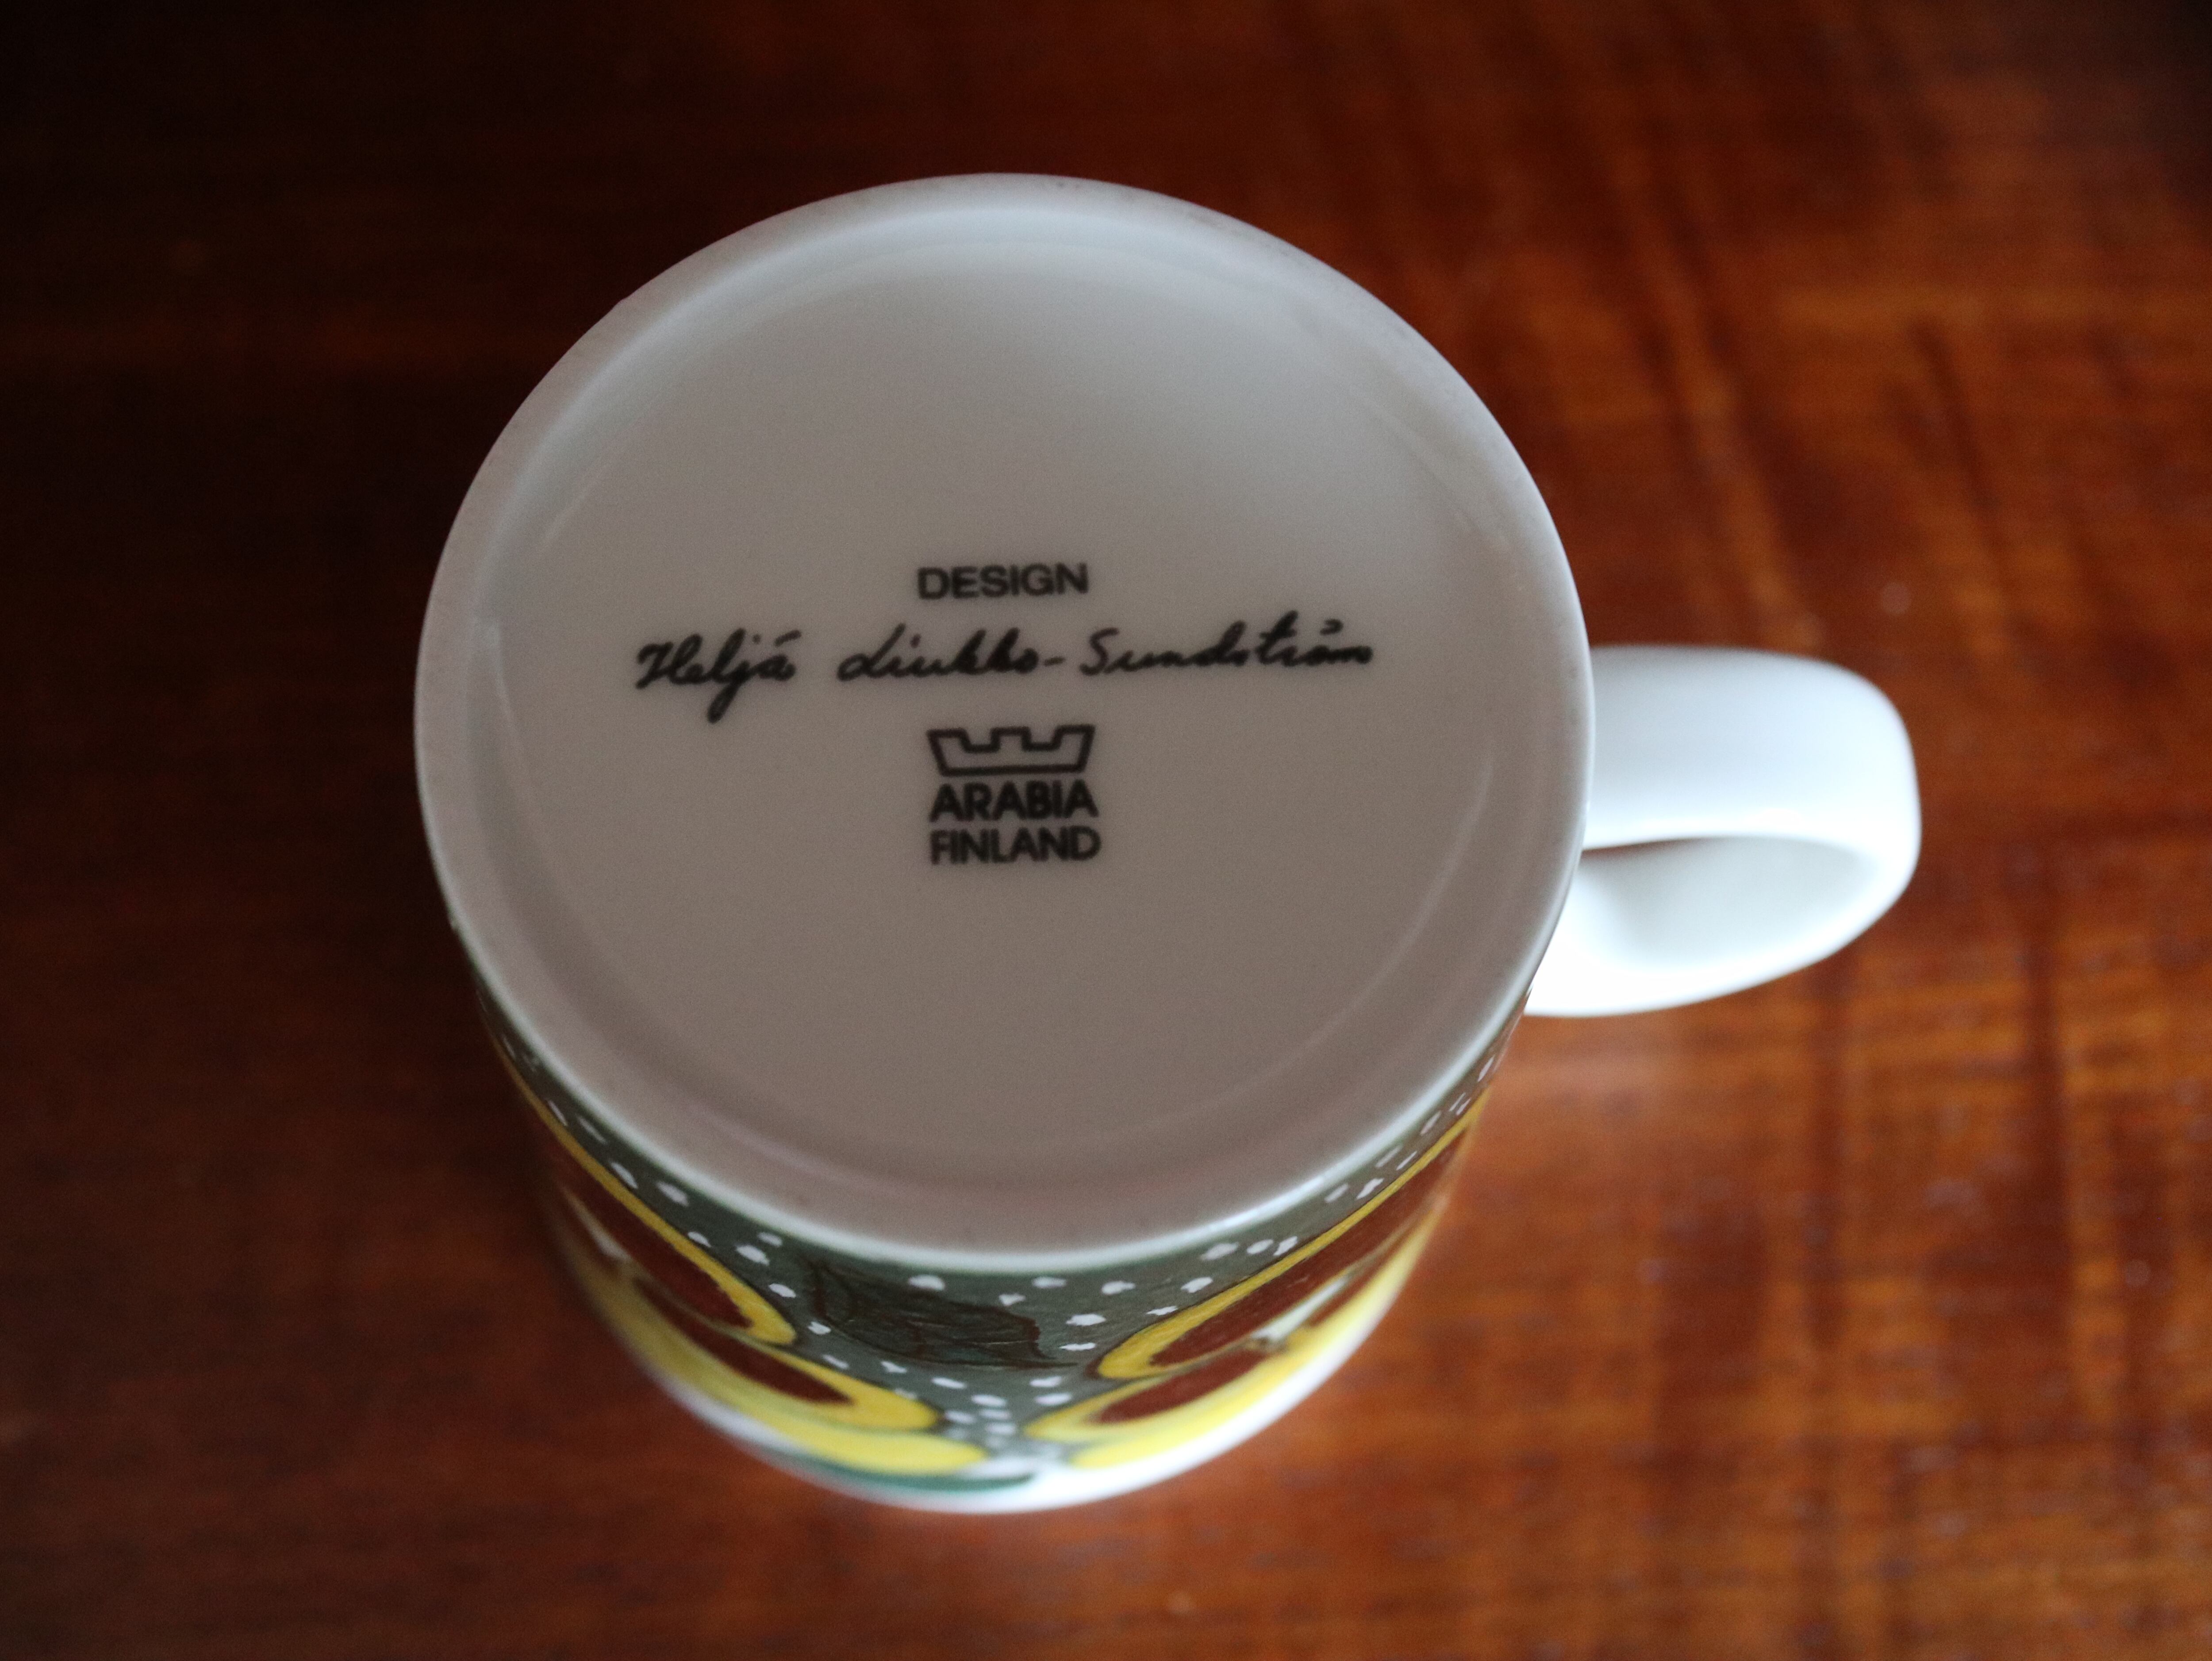 DESIGN
Heljä Liukko-Sundström
ARABIA
FINLAND